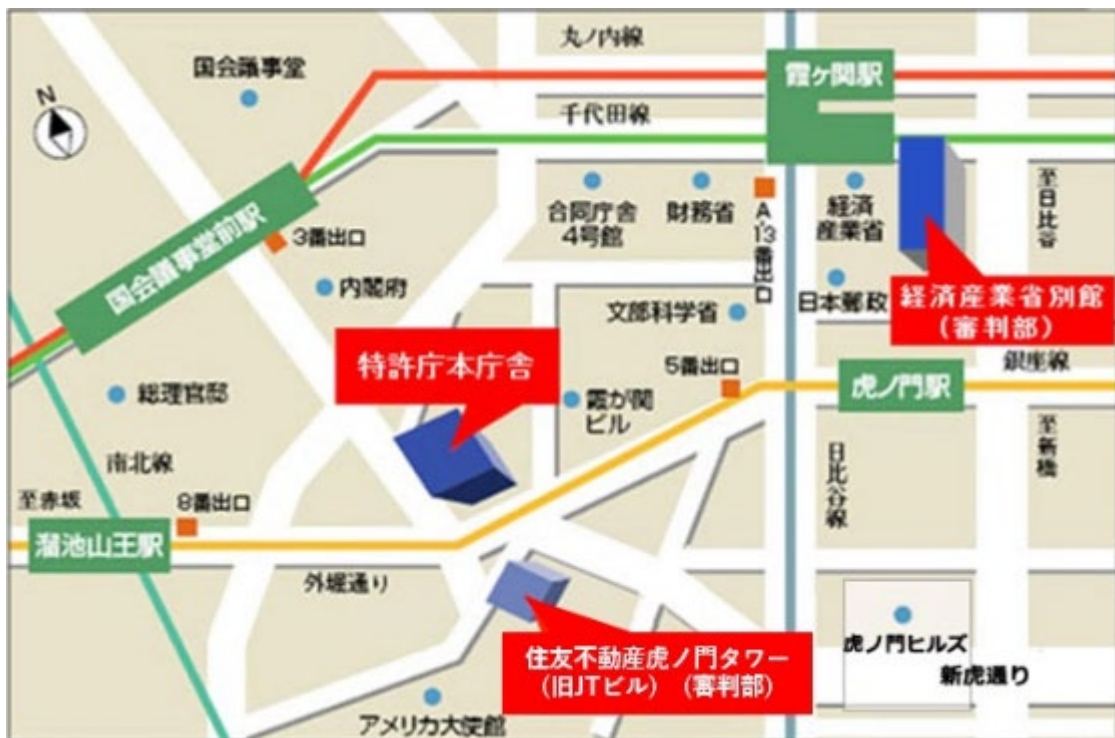 丸ノ内線
国会議事堂
霞ヶ関駅
N
千代田線
合同庁舎
4号館
財務省
経済
産業省
至日比谷
A-13番出口
国会議事堂前駅
3番出口
内閣府
文部科学省
日本郵政
経済産業省別館
(審判部)
特許庁本庁舎
5番出口
銀座線
虎ノ門駅
総理官邸
霞が関
ビル
至新橋
南北線
日比谷線
至赤坂
8番出口
溜池山王駅
外堀通り
住友不動産虎ノ門タワー
(旧JTビル) (審判部)
虎ノ門ヒルズ
新虎通り
アメリカ大使館